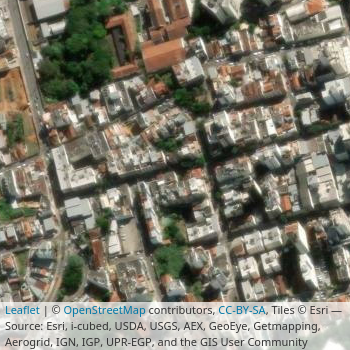 Leaflet | © OpenStreetMap contributors, CC-BY-SA, Tiles © Esri —
Source: Esri, i-cubed, USDA, USGS, AEX, GeoEye, Getmapping,
Aerogrid, IGN, IGP, UPR-EGP, and the GIS User Community